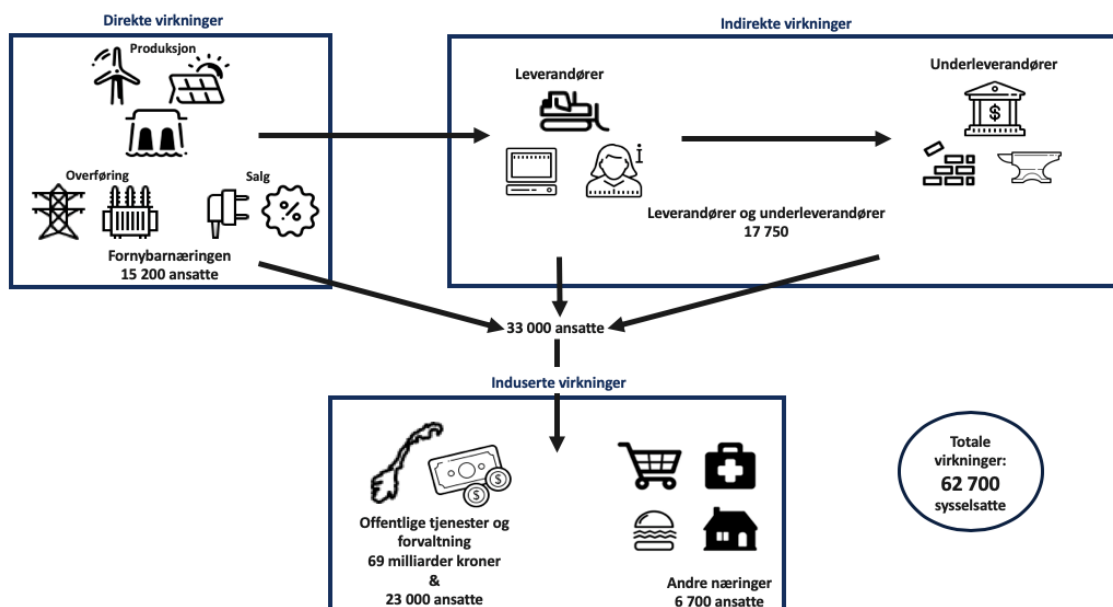 Direkte virkninger
Produksjon
Overføring
Salg
%
Fornybarnæringen
15 200 ansatte
Indirekte virkninger
Leverandører
i
Underleverandører
$
Leverandører og underleverandører
17 750
33 000 ansatte
Induserte virkninger
$
$
Offentlige tjenester og
forvaltning
69 milliarder kroner
&
23 000 ansatte
Andre næringer
6 700 ansatte
Totale
virkninger:
62 700
sysselsatte